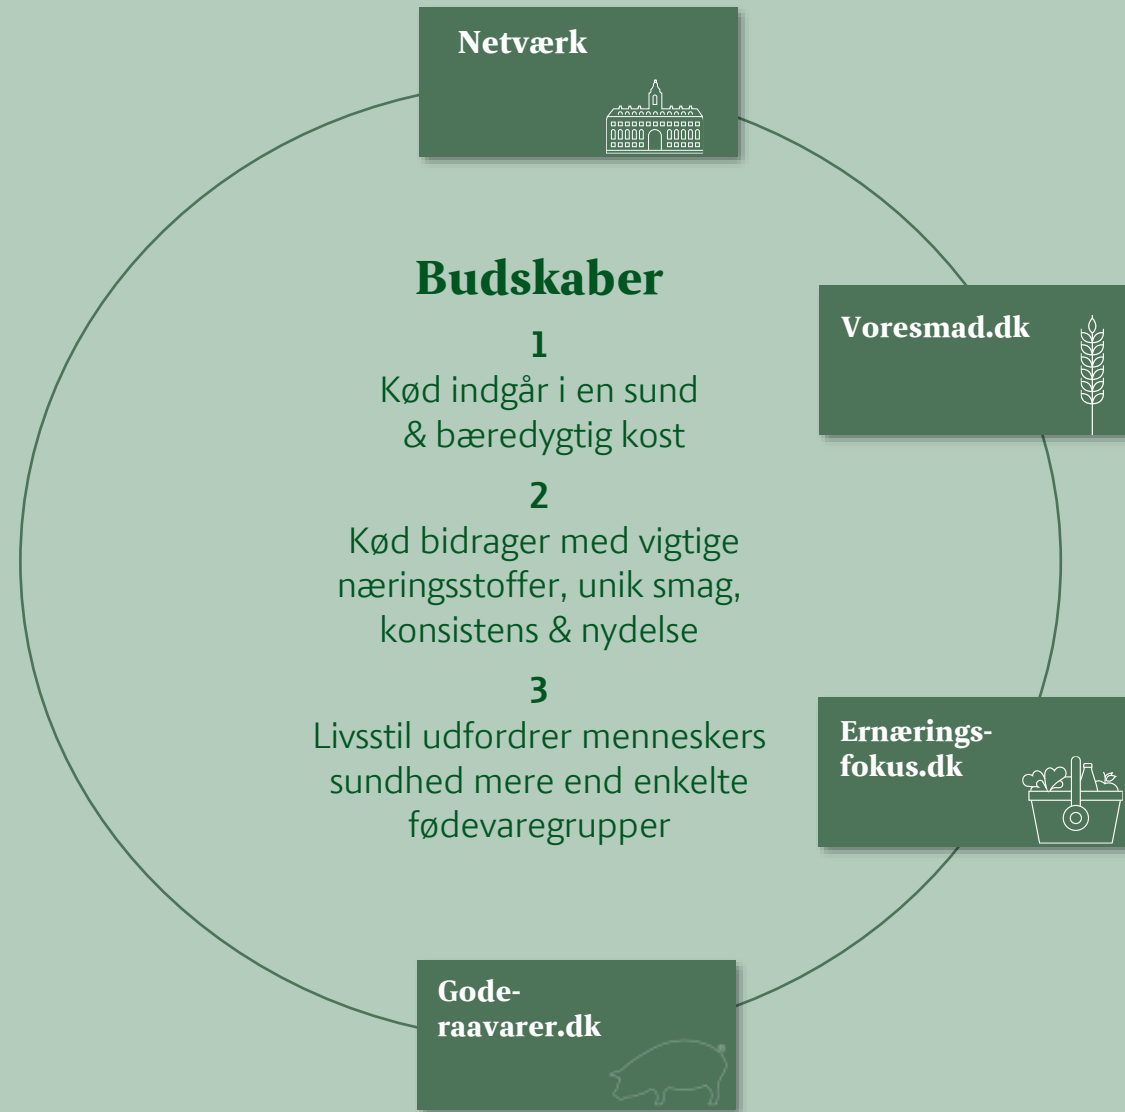 Netværk
Budskaber
1
Kød indgår i en sund
& bæredygtig kost
2
Kød bidrager med vigtige
næringsstoffer, unik smag,
konsistens & nydelse
3
Livsstil udfordrer menneskers
sundhed mere end enkelte
fødevaregrupper
Voresmad.dk
Ernærings-
fokus.dk
Gode-
raavarer.dk